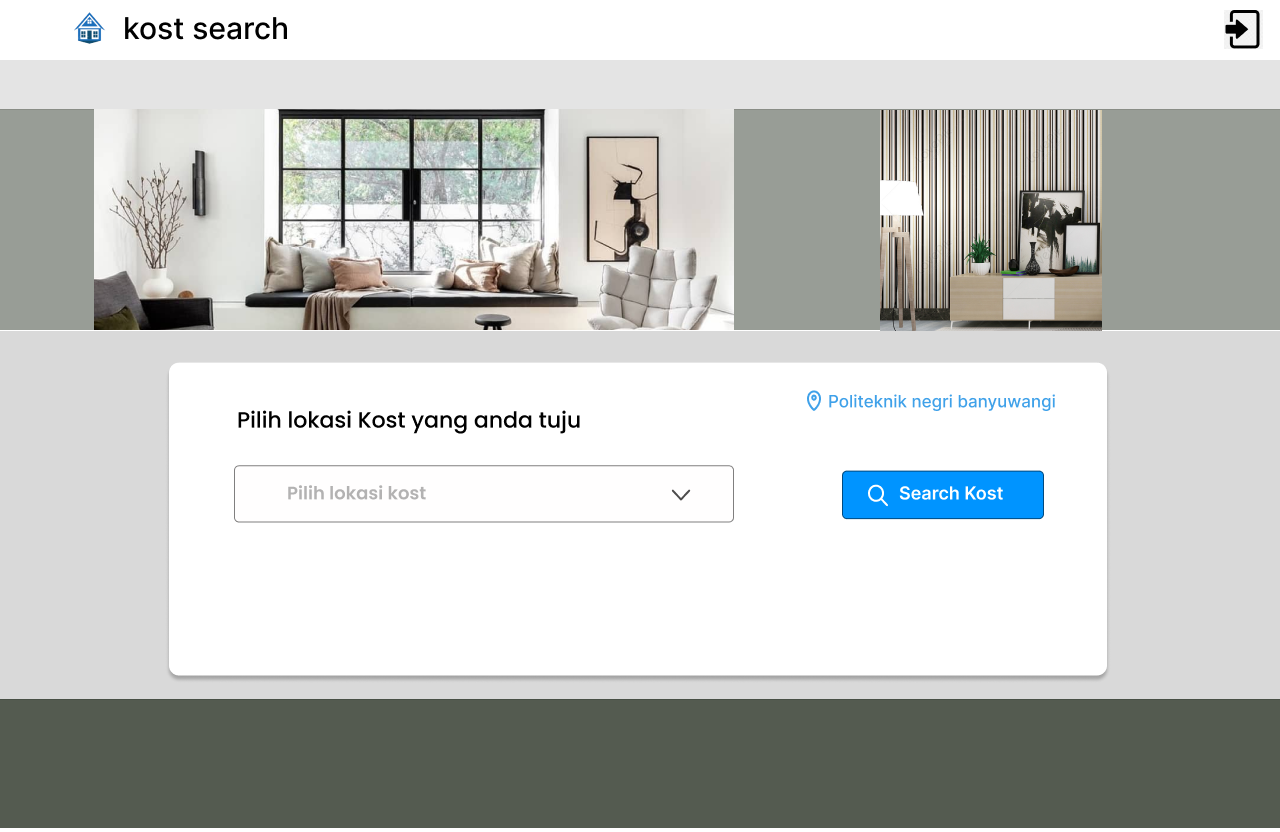 kost search
Politeknik negri banyuwangi
Pilih lokasi Kost yang anda tuju
Pilih lokasi kost
Search Kost